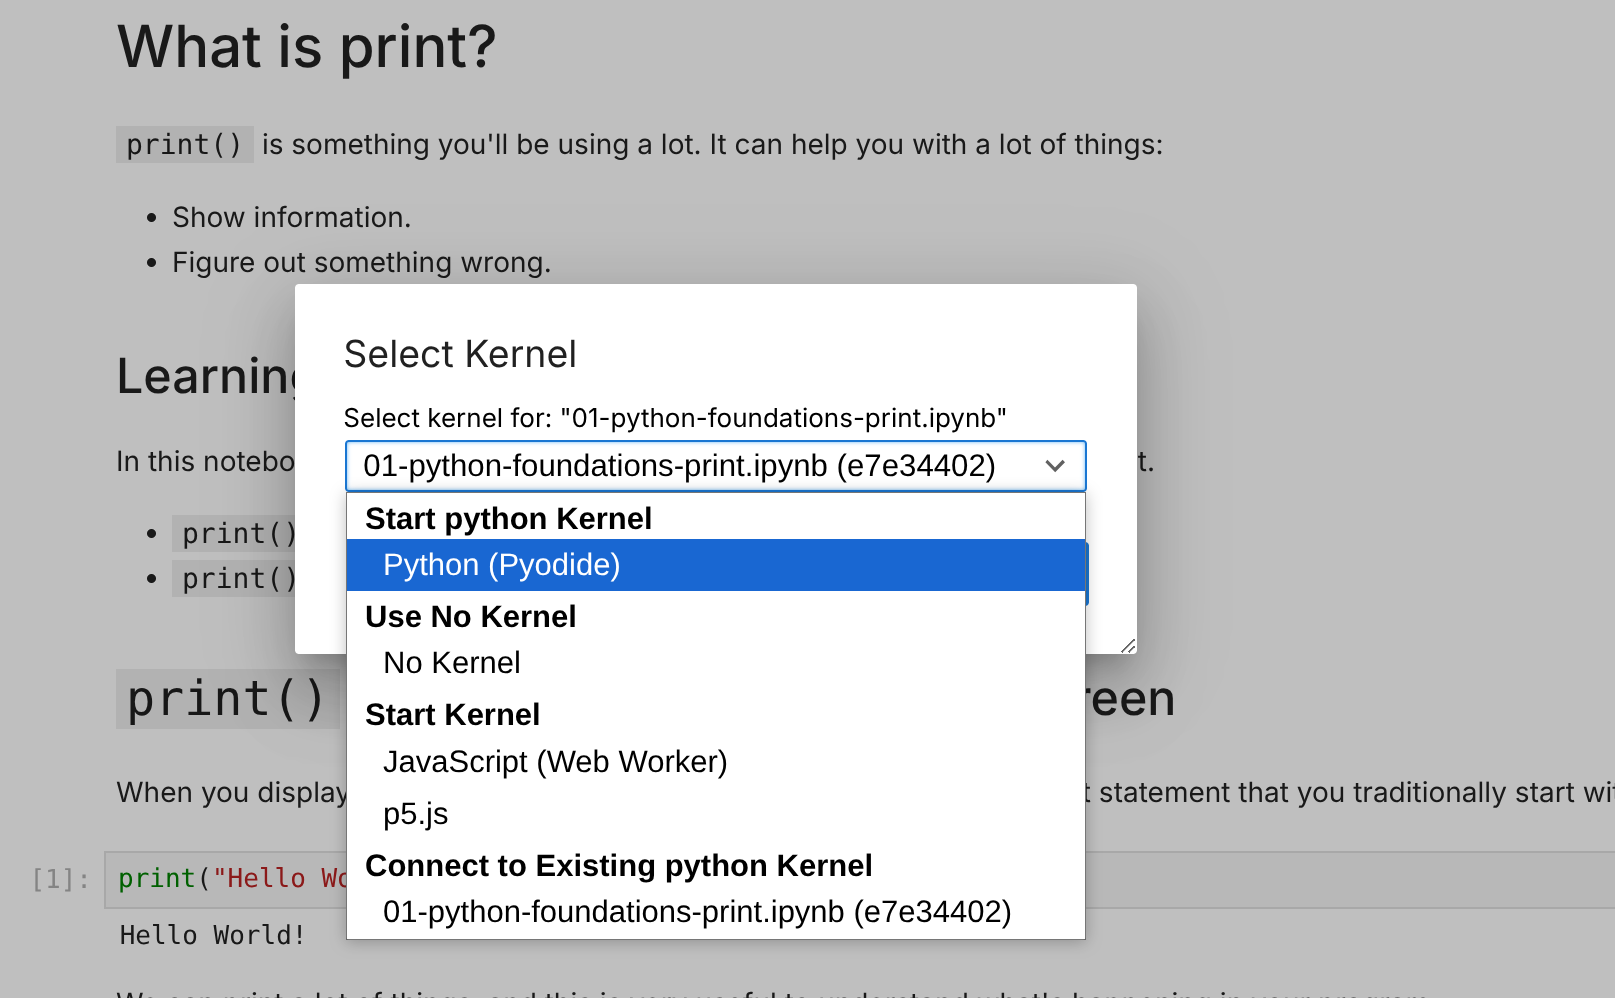 What is print?
print() is something you'll be using a lot. It can help you with a lot of things:
• Show information.
• Figure out something wrong.
Select Kernel
Learning
Select kernel for: "01-python-foundations-print.ipynb"
In this notebo
01-python-foundations-print.ipynb (e7e34402)
t.
Start python Kernel
• print()
Python (Pyodide)
• print()
Use No Kernel
No Kernel
print()
reen
Start Kernel
JavaScript (Web Worker)
When you display
t statement that you traditionally start wit
p5.js
Connect to Existing python Kernel
[1]: print("Hello Wo
01-python-foundations-print.ipynb (e7e34402)
Hello World!